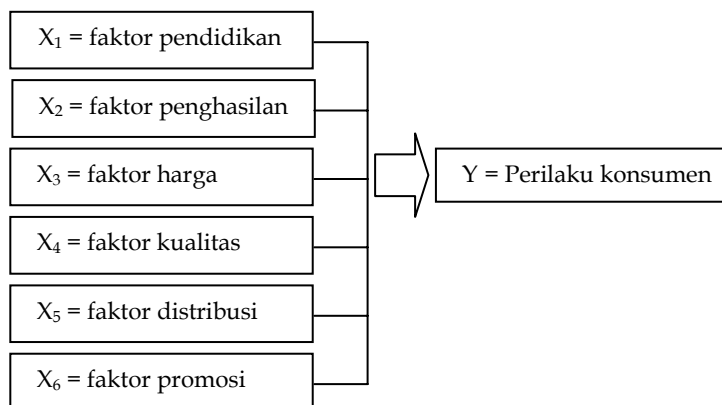 X₁ = faktor pendidikan
X₂ = faktor penghasilan
X₃ = faktor harga
X₄ = faktor kualitas
X₅ = faktor distribusi
X₆ = faktor promosi
Y = Perilaku konsumen